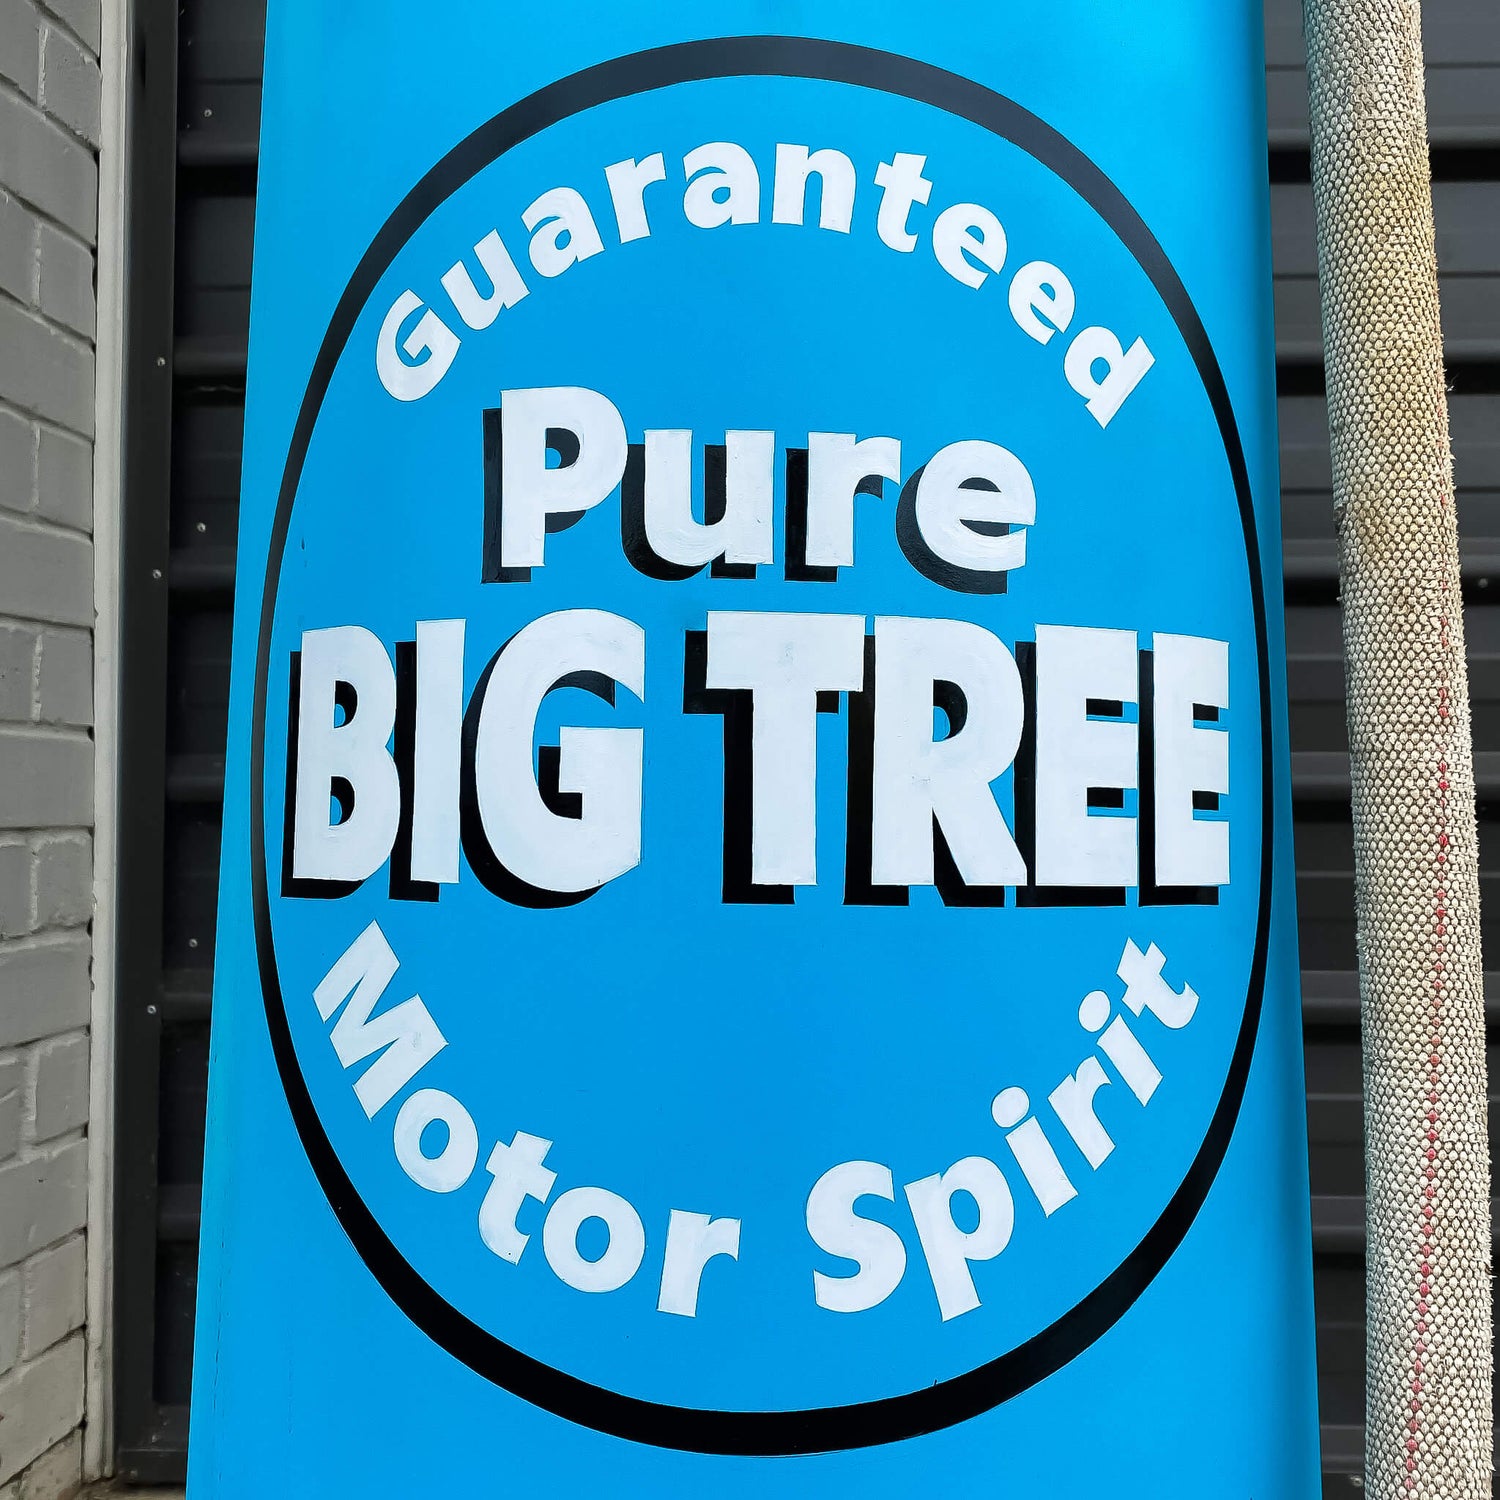 Guaranteed
Pure
BIG TREE
Motor Spirit